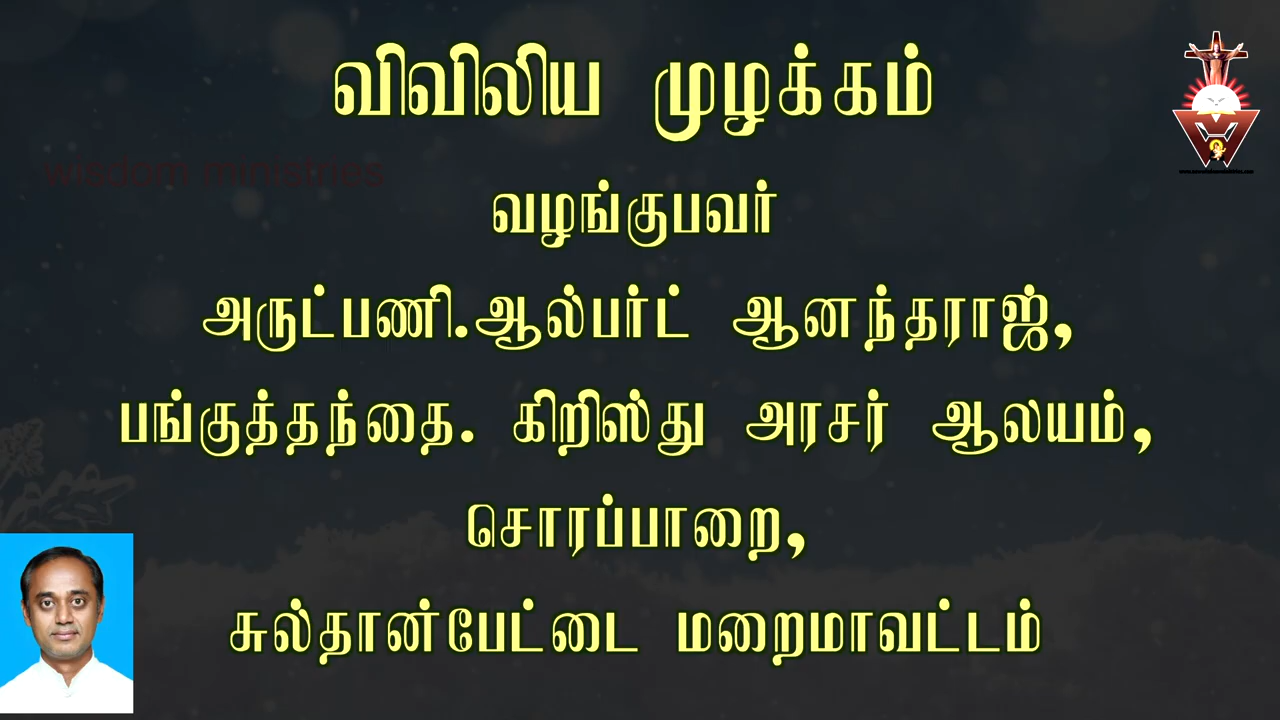 விவிலிய முழக்கம்
wisdom ministries
வழங்குபவர்
அருட்பணி.ஆல்பர்ட் ஆனந்தராஜ்,
பங்குத்தந்தை. கிறிஸ்து அரசர் ஆலயம்,
சொரப்பாறை,
சுல்தான்பேட்டை மறைமாவட்டம்